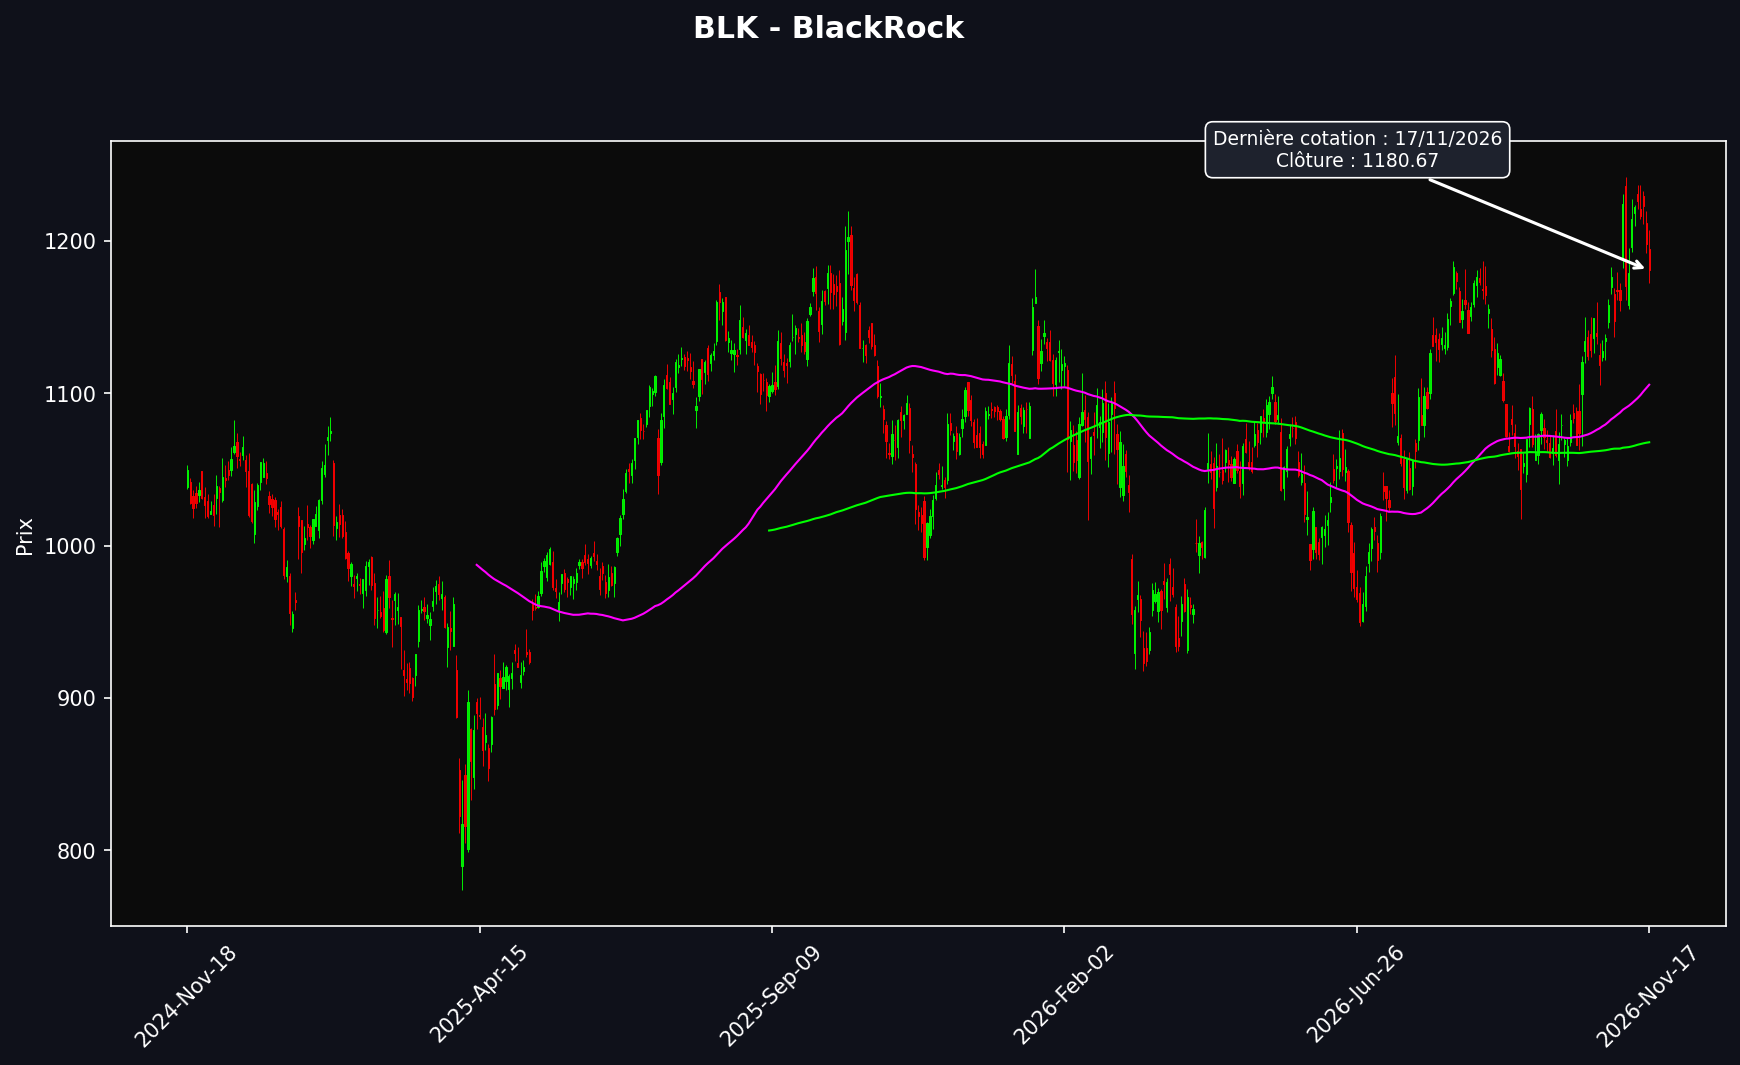 BLK - BlackRock
Dernière cotation : 17/11/2026
Clôture : 1180.67
Prix
1200
1100
1000
900
800
2024-Nov-18
2025-Apr-15
2025-Sep-09
2026-Feb-02
2026-Jun-26
2026-Nov-17